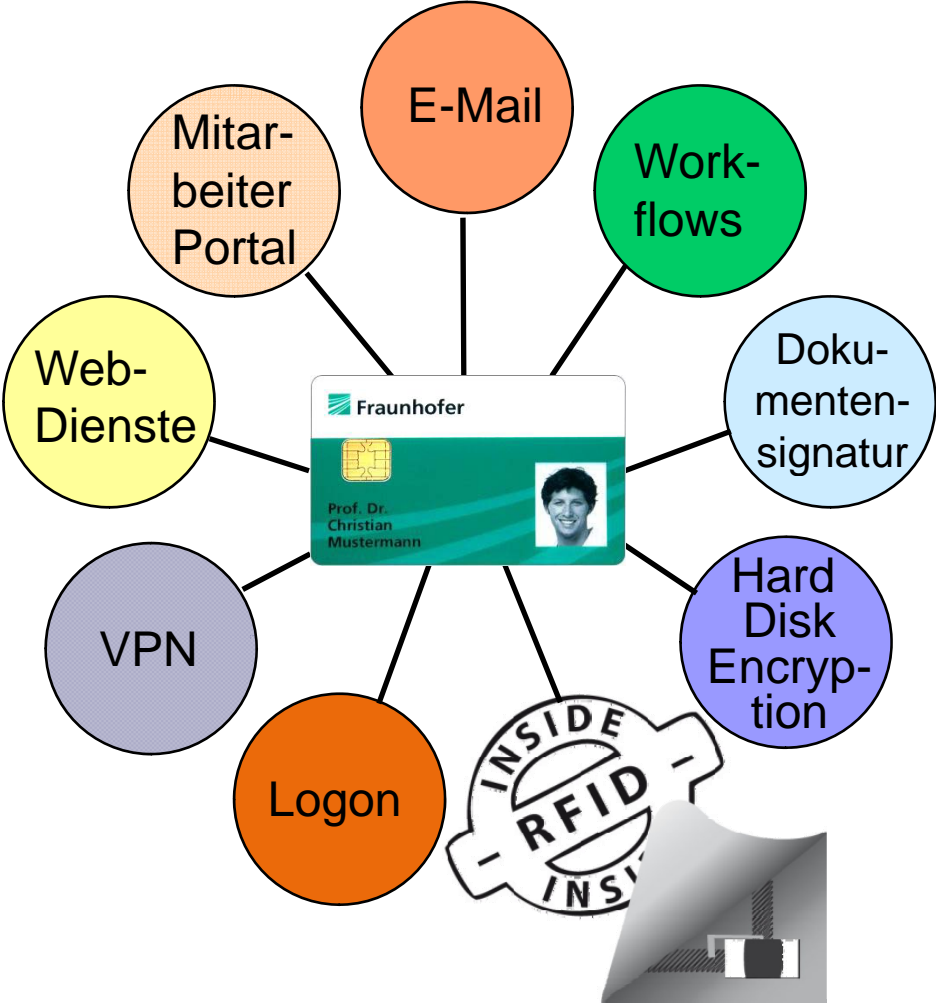 E-Mail
Mitar-
beiter
Portal
Work-
flows
Web-
Dienste
Doku-
menten-
signatur
Fraunhofer
Prof. Dr.
Christian
Mustermann
VPN
Hard
Disk
Encryp-
tion
Logon
INSIDE
RFID